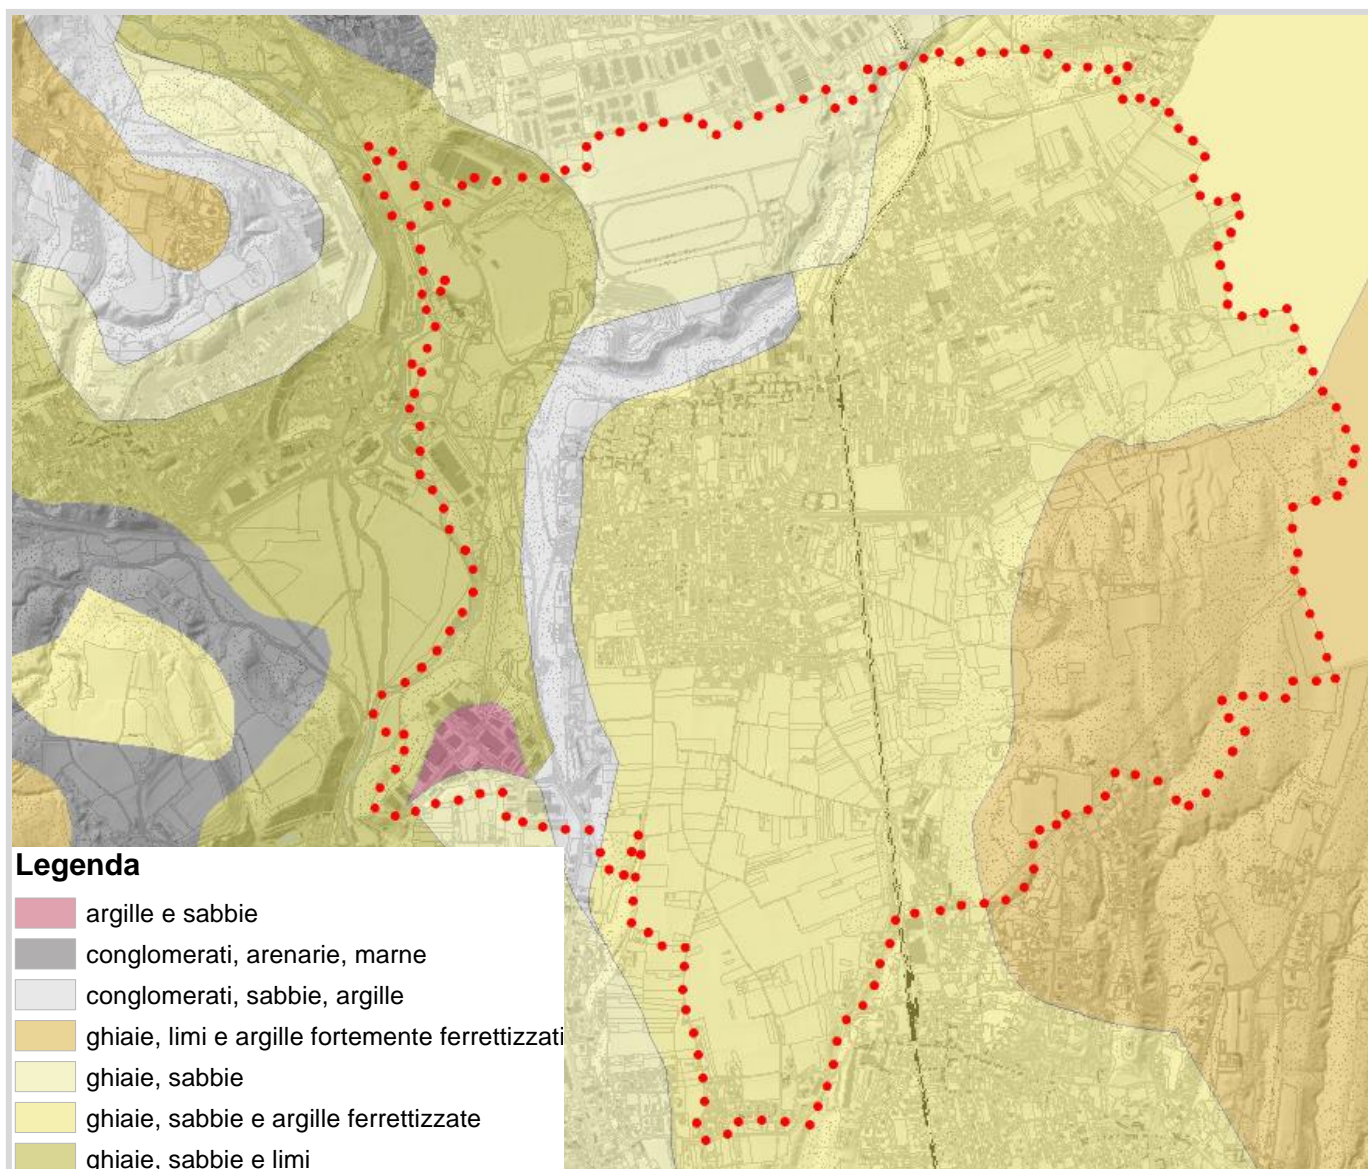 Legenda
argille e sabbie
conglomerati, arenarie, marne
conglomerati, sabbie, argille
ghiaie, limi e argille fortemente ferrettizzati
ghiaie, sabbie
ghiaie, sabbie e argille ferrettizzate
ghiaie, sabbie e limi